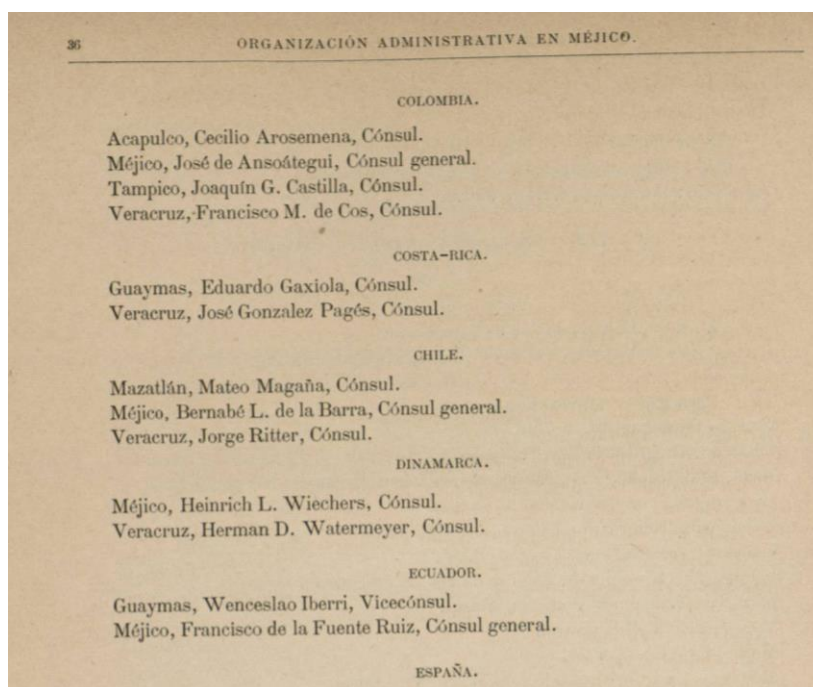 36
ORGANIZACIÓN ADMINISTRATIVA EN MÉJICO.
COLOMBIA.
Acapulco, Cecilio Arosemena, Cónsul.
Méjico, José de Ansoátegui, Cónsul general.
Tampico, Joaquín G. Castilla, Cónsul.
Veracruz, Francisco M. de Cos, Cónsul.
COSTA-RICA.
Guaymas, Eduardo Gaxiola, Cónsul.
Veracruz, José Gonzalez Pagés, Cónsul.
CHILE.
Mazatlán, Mateo Magaña, Cónsul.
Méjico, Bernabé L. de la Barra, Cónsul general.
Veracruz, Jorge Ritter, Cónsul.
DINAMARCA.
Méjico, Heinrich L. Wiechers, Cónsul.
Veracruz, Herman D. Watermeyer, Cónsul.
ECUADOR.
Guaymas, Wenceslao Iberri, Vicecónsul.
Méjico, Francisco de la Fuente Ruiz, Cónsul general.
ESPAÑA.